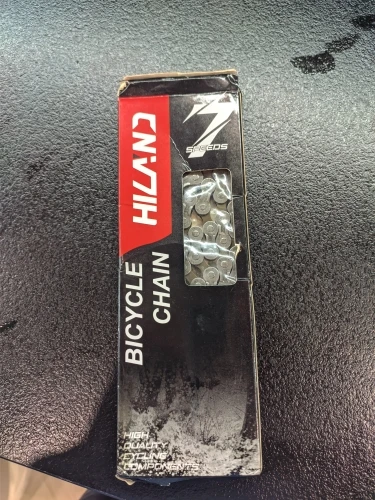 HILAND
7
SPEEDS
BICYCLE
CHAIN
HIGH
QUALITY
CYCLING
COMPONENTS